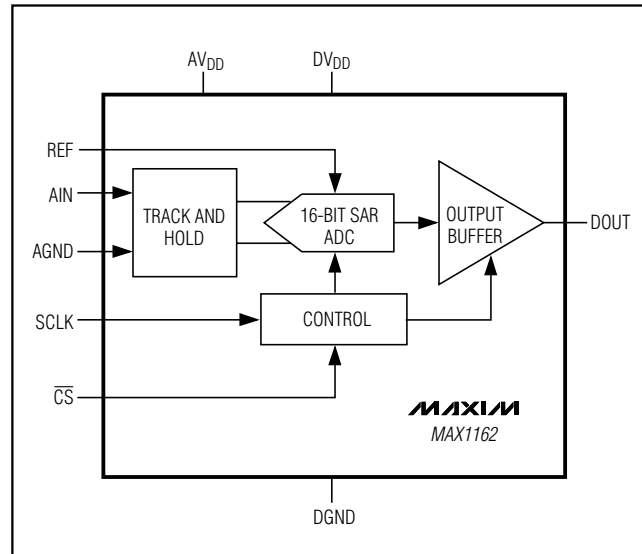 AVDD
DVDD
REF
AIN
AGND
SCLK
CS
TRACK AND
HOLD
16-BIT SAR
ADC
OUTPUT
BUFFER
DOUT
CONTROL
MAXIM
MAX1162
DGND